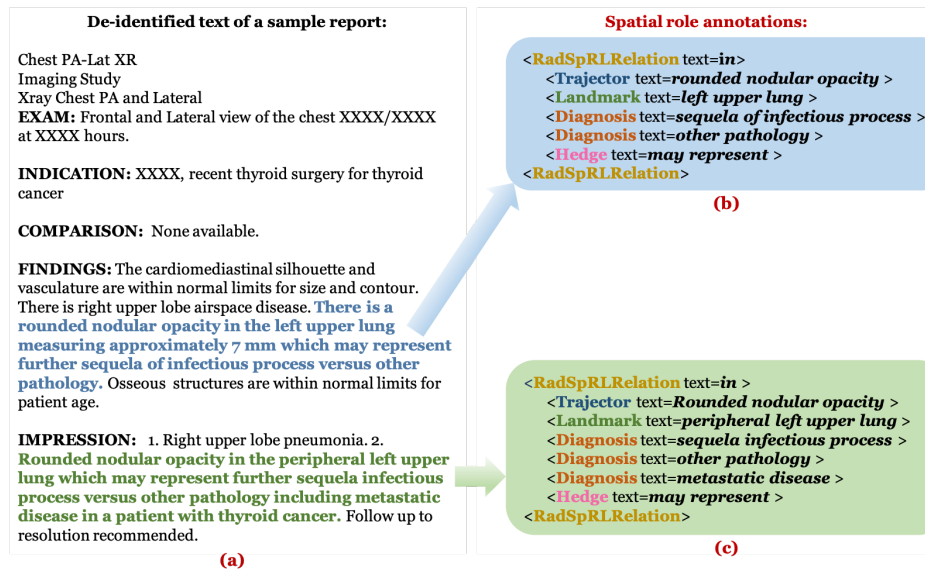 De-identified text of a sample report:
Chest PA-Lat XR
Imaging Study
Xray Chest PA and Lateral
EXAM: Frontal and Lateral view of the chest XXXX/XXXX
at XXXX hours.
INDICATION: XXXX, recent thyroid surgery for thyroid
cancer
COMPARISON: None available.
FINDINGS: The cardiomediastinal silhouette and
vasculature are within normal limits for size and contour.
There is right upper lobe airspace disease. There is a
rounded nodular opacity in the left upper lung
measuring approximately 7 mm which may represent
further sequela of infectious process versus other
pathology. Osseous structures are within normal limits for
patient age.
IMPRESSION: 1. Right upper lobe pneumonia. 2.
Rounded nodular opacity in the peripheral left upper
lung which may represent further sequela infectious
process versus other pathology including metastatic
disease in a patient with thyroid cancer. Follow up to
resolution recommended.
(a)
Spatial role annotations:
<RadSpRLRelation text=in>
<Trajector text=rounded nodular opacity >
<Landmark text=left upper lung >
<Diagnosis text=sequela of infectious process >
<Diagnosis text=other pathology >
<Hedge text=may represent >
<RadSpRLRelation>
(b)
<RadSpRLRelation text=in >
<Trajector text=Rounded nodular opacity >
<Landmark text=peripheral left upper lung >
<Diagnosis text=sequela infectious process >
<Diagnosis text=other pathology >
<Diagnosis text=metastatic disease >
<Hedge text=may represent >
<RadSpRLRelation>
(c)